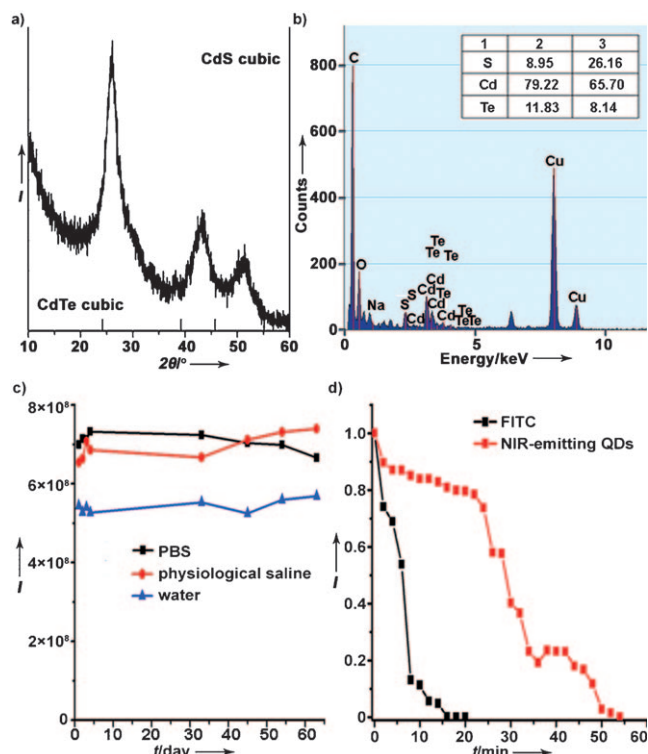 a)
CdS cubic
CdTe cubic
I
10 20 30 40 50 60
2θ/°
b)
1 2 3
S 8.95 26.16
Cd 79.22 65.70
Te 11.83 8.14
Counts
800
600
400
200
0
C
O
Na
S
S
Cd
Cd
Cd
Cd
Cd
Te
Te
Te
Te
Te
Te
Te
Cu
Cu
0 5 10
Energy/keV
c)
8×10⁸
6×10⁸
4×10⁸
2×10⁸
0
I
PBS
physiological saline
water
0 10 20 30 40 50 60
t/day
d)
FITC
NIR-emitting QDs
1.0
0.8
0.6
0.4
0.2
0
I
0 10 20 30 40 50 60
t/min